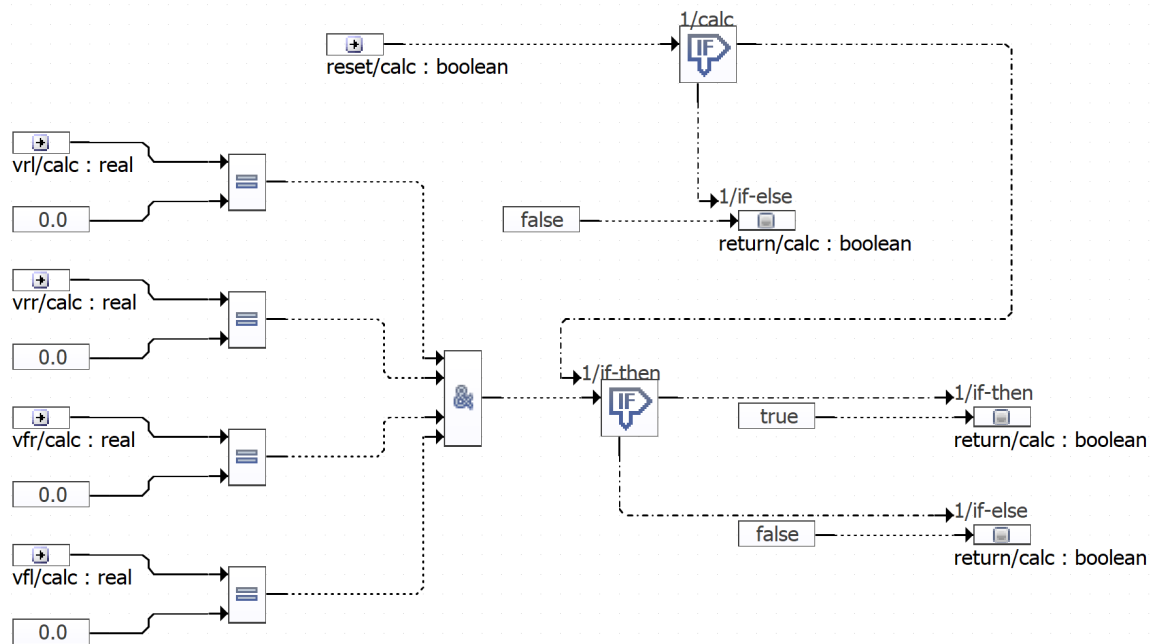 1/calc
IF
reset/calc : boolean
vrl/calc : real
0.0
1/if-else
false
return/calc : boolean
vrr/calc : real
0.0
&
1/if-then
IF
1/if-then
true
return/calc : boolean
vfr/calc : real
0.0
1/if-else
false
return/calc : boolean
vfl/calc : real
0.0